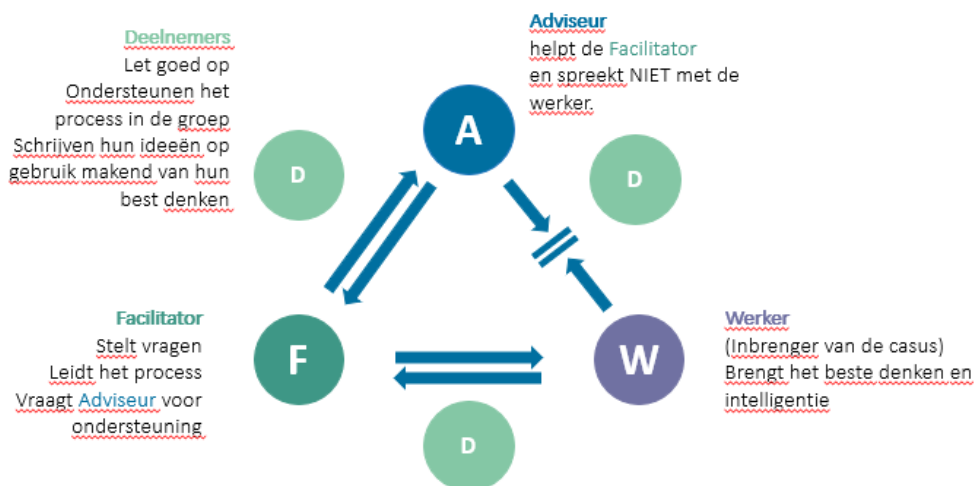 Deelnemers
Let goed op
Ondersteunen het
process in de groep
Schrijven hun ideeën op
gebruik makend van hun
best denken
Adviseur
helpt de Facilitator
en spreekt NIET met de
werker.
A
D
D
Facilitator
Stelt vragen
Leidt het process
Vraagt Adviseur voor
ondersteuning
F
W
Werker
(Inbrenger van de casus)
Brengt het beste denken en
intelligentie
D